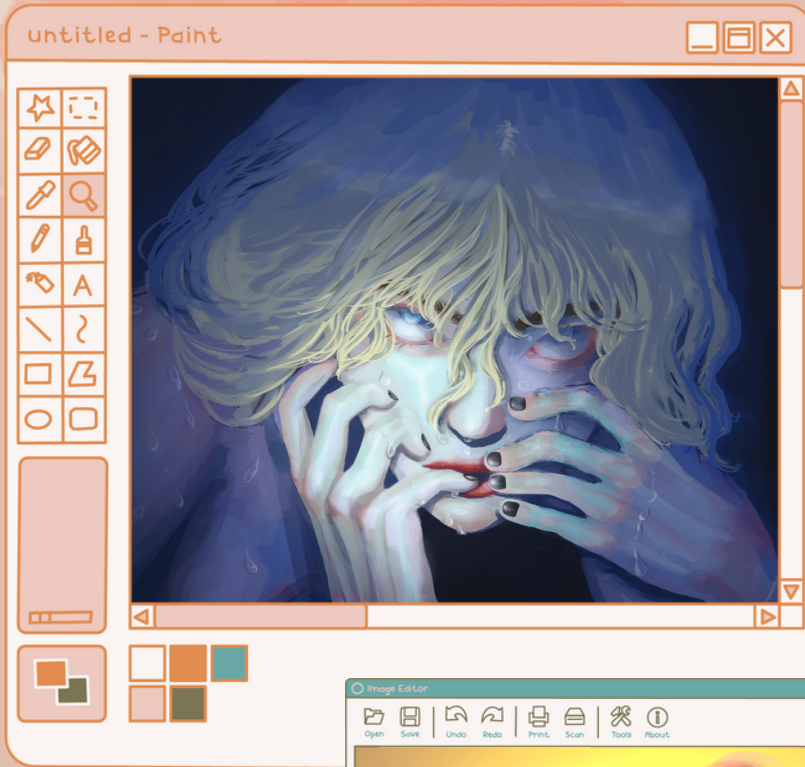 untitled - Paint
A
Image Editor
Open Save Undo Redo Print Scan Tools About